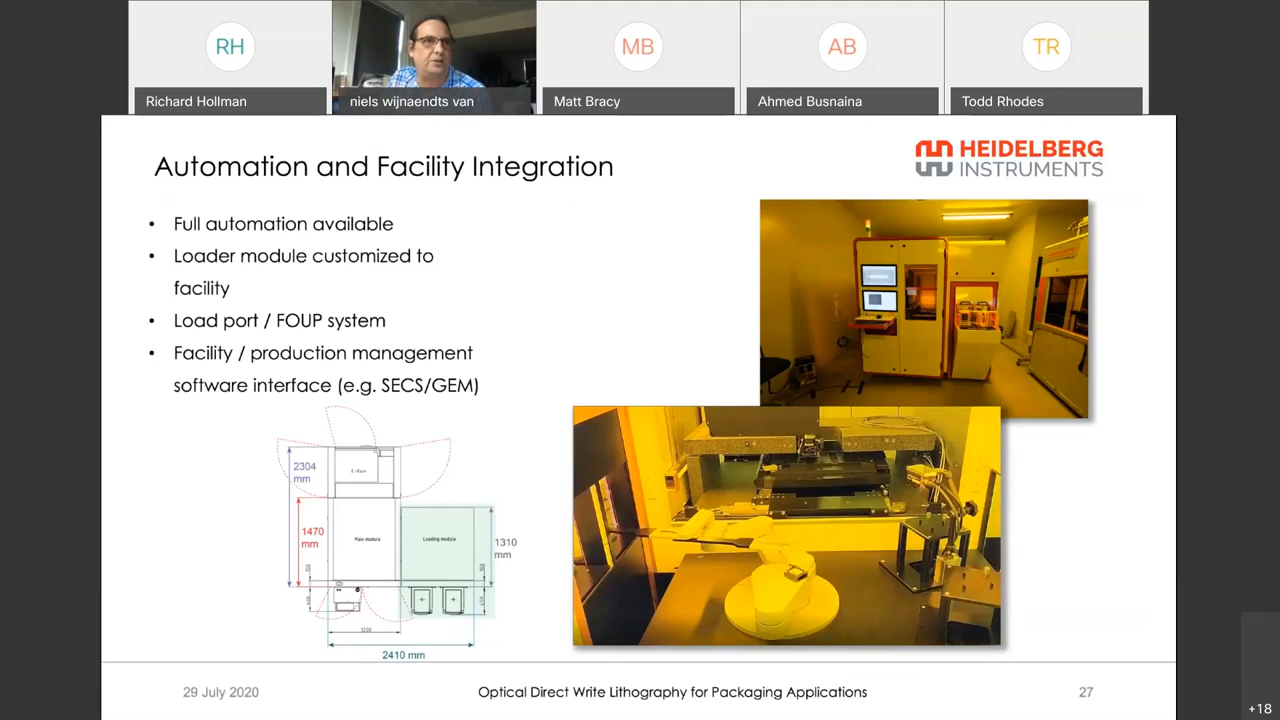 RH
MB
AB
TR
Richard Hollman
niels wijnaendts van
Matt Bracy
Ahmed Busnaina
Todd Rhodes
Automation and Facility Integration
HEIDELBERG
INSTRUMENTS
• Full automation available
• Loader module customized to
facility
• Load port / FOUP system
• Facility / production management
software interface (e.g. SECS/GEM)
2304
mm
E-Rack
1470
mm
Main module
Loading module
1310
mm
2410 mm
29 July 2020
Optical Direct Write Lithography for Packaging Applications
27
+18